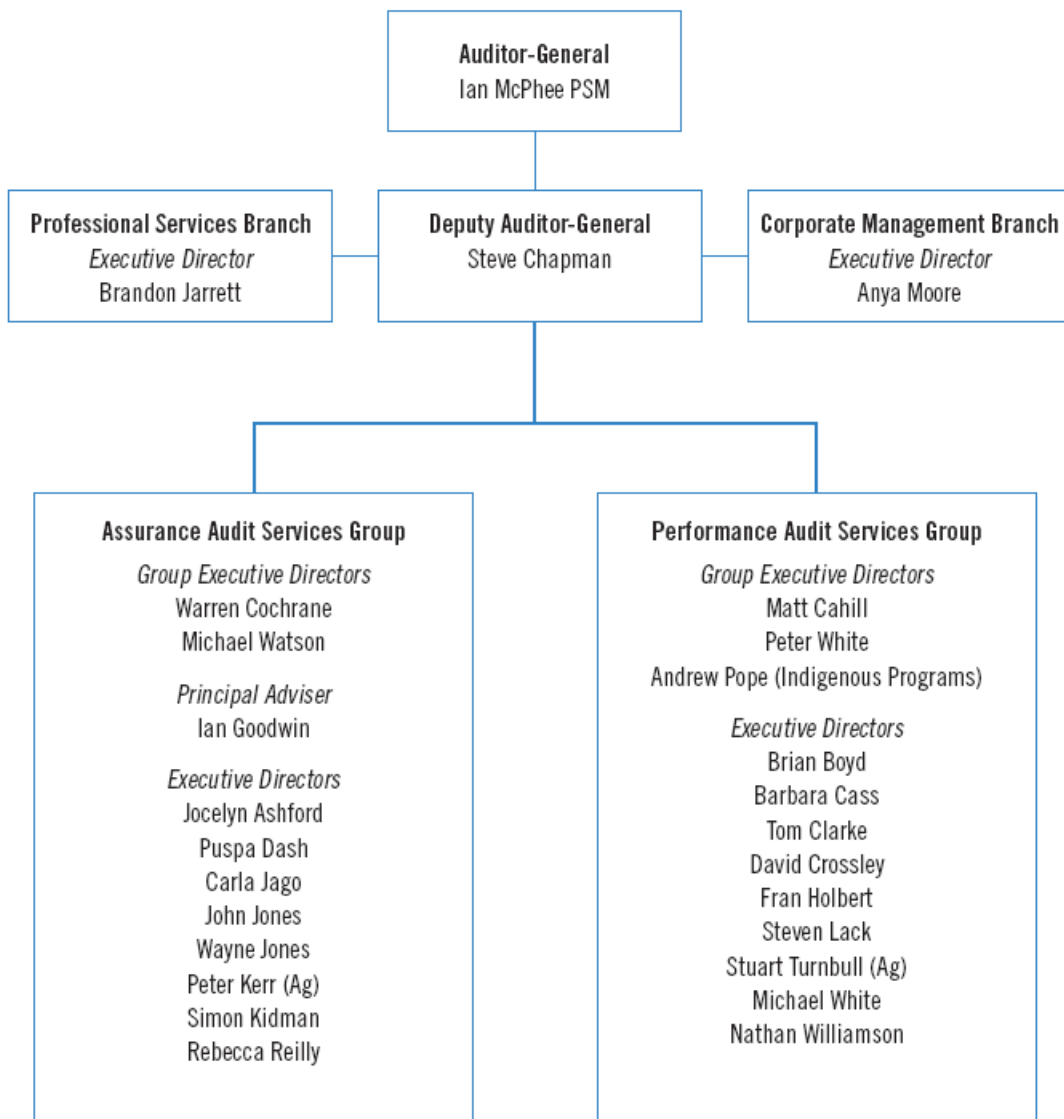 Auditor-General
Ian McPhee PSM
Professional Services Branch
Executive Director
Brandon Jarrett
Deputy Auditor-General
Steve Chapman
Corporate Management Branch
Executive Director
Anya Moore
Assurance Audit Services Group
Group Executive Directors
Warren Cochrane
Michael Watson
Principal Adviser
Ian Goodwin
Executive Directors
Jocelyn Ashford
Puspa Dash
Carla Jago
John Jones
Wayne Jones
Peter Kerr (Ag)
Simon Kidman
Rebecca Reilly
Performance Audit Services Group
Group Executive Directors
Matt Cahill
Peter White
Andrew Pope (Indigenous Programs)
Executive Directors
Brian Boyd
Barbara Cass
Tom Clarke
David Crossley
Fran Holbert
Steven Lack
Stuart Turnbull (Ag)
Michael White
Nathan Williamson